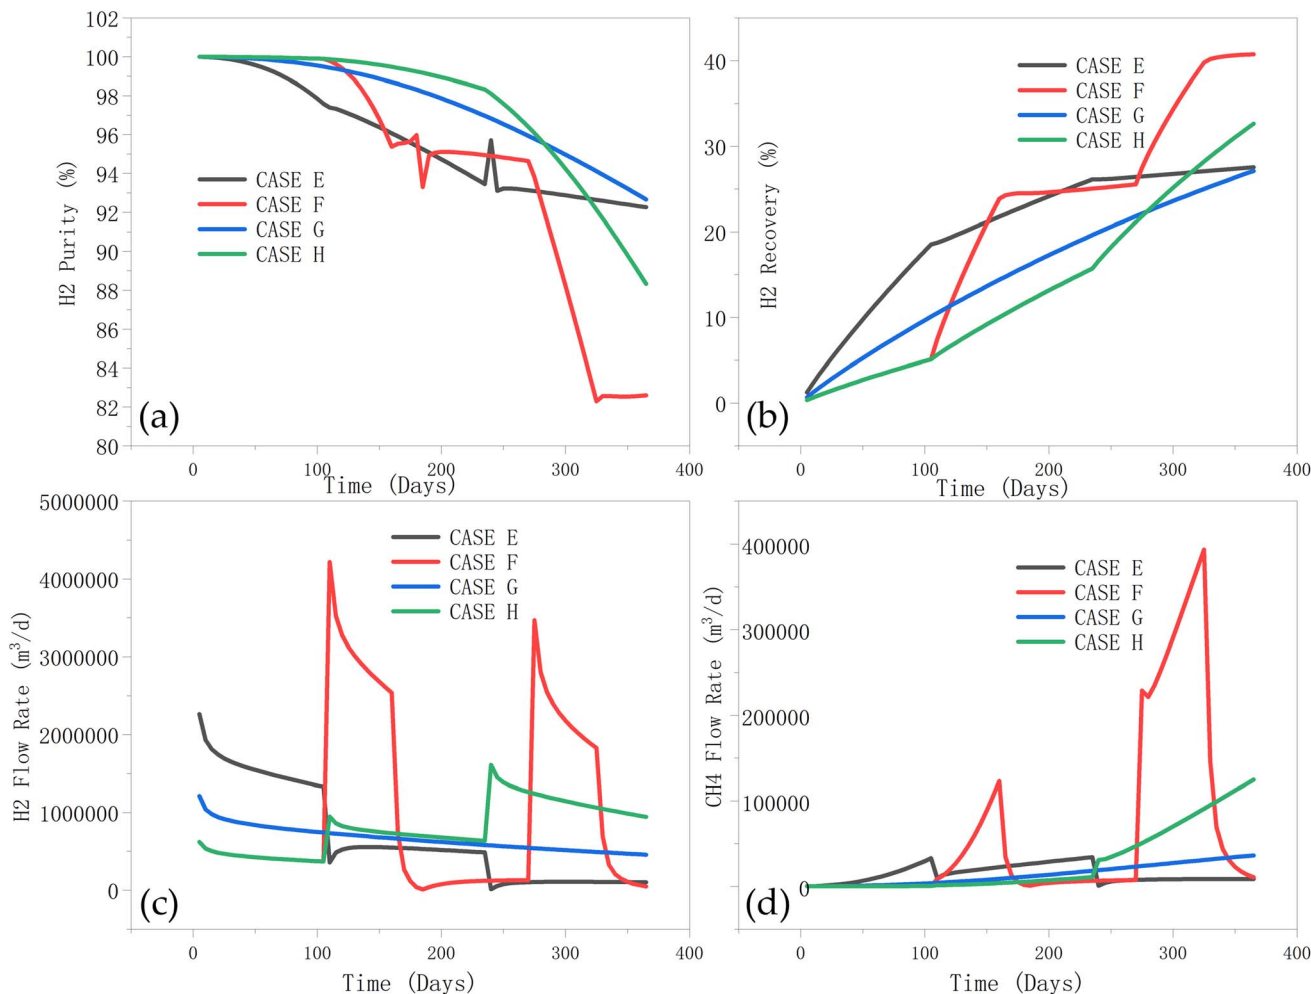 102
100
98
96
94
92
90
88
86
84
82
80
H2 Purity (%)
CASE E
CASE F
CASE G
CASE H
(a)
0
100
200
300
400
Time (Days)
40
30
20
10
0
H2 Recovery (%)
CASE E
CASE F
CASE G
CASE H
(b)
0
100
200
300
400
Time (Days)
5000000
4000000
3000000
2000000
1000000
0
H2 Flow Rate (m³/d)
CASE E
CASE F
CASE G
CASE H
(c)
0
100
200
300
400
Time (Days)
400000
300000
200000
100000
0
CH4 Flow Rate (m³/d)
CASE E
CASE F
CASE G
CASE H
(d)
0
100
200
300
400
Time (Days)